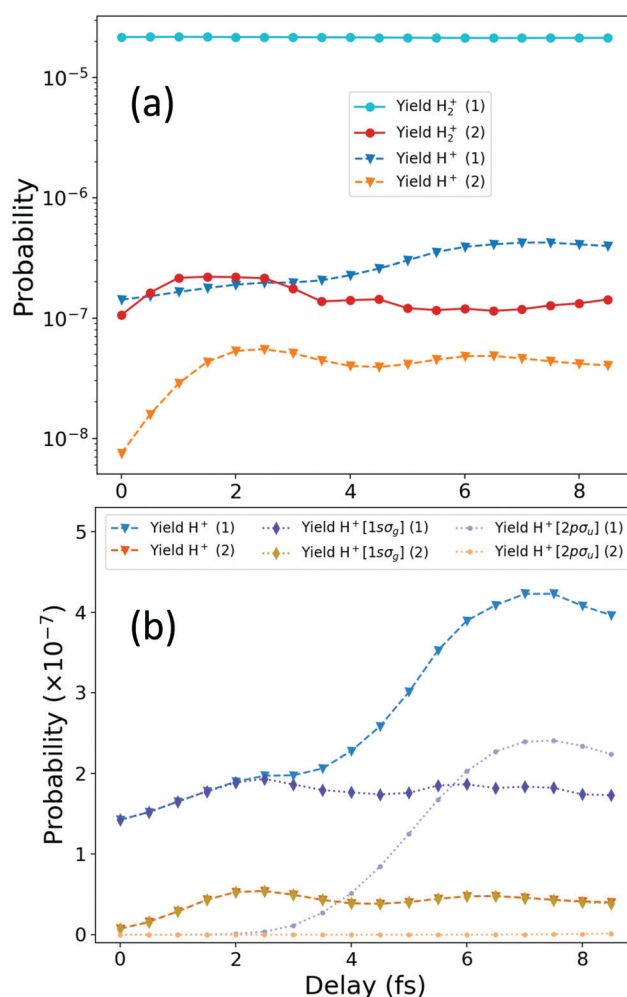 10⁻⁵
10⁻⁶
10⁻⁷
10⁻⁸
Probability
(a)
Yield H₂⁺ (1)
Yield H₂⁺ (2)
Yield H⁺ (1)
Yield H⁺ (2)
0 2 4 6 8
Yield H⁺ (1) Yield H⁺[1sσg] (1) Yield H⁺[2pσu] (1)
Yield H⁺ (2) Yield H⁺[1sσg] (2) Yield H⁺[2pσu] (2)
(b)
5
4
3
2
1
0
Probability (×10⁻⁷)
0 2 4 6 8
Delay (fs)